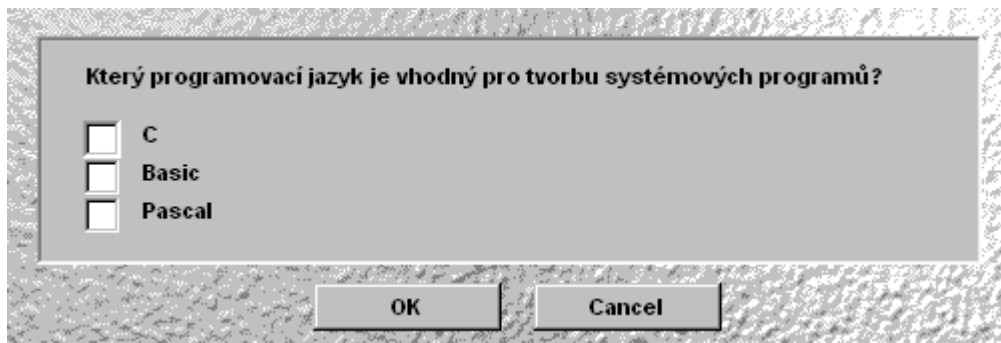 Který programovací jazyk je vhodný pro tvorbu systémových programů?
C
Basic
Pascal
OK Cancel